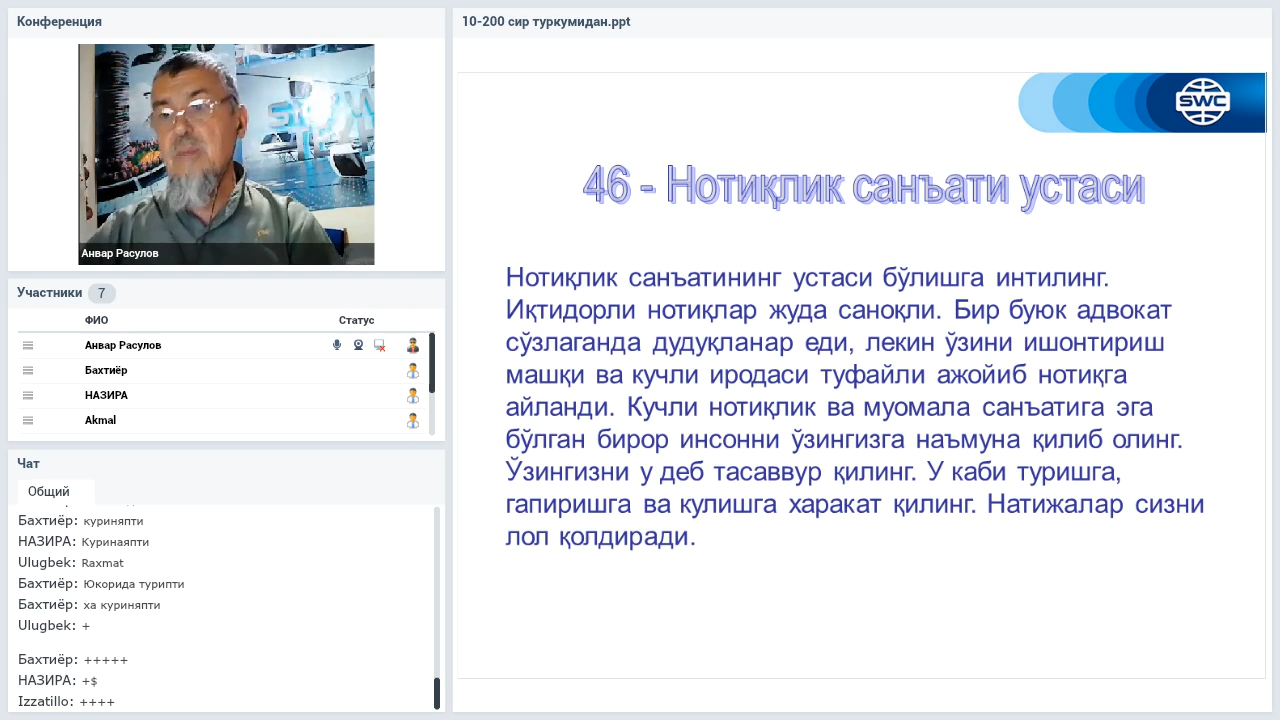 Конференция
Анвар Расулов
Участники 7
ФИО Статус
Анвар Расулов
Бахтиёр
НАЗИРА
Akmal
Чат
Общий
Бахтиёр: куриняпти
НАЗИРА: Куринаяпти
Ulugbek: Raxmat
Бахтиёр: Юкорида турипти
Бахтиёр: ха куриняпти
Ulugbek: +
Бахтиёр: +++++
НАЗИРА: +$
Izzatillo: ++++
10-200 сир туркумидан.ppt
SWC
46 - Нотиқлик санъати устаси
Нотиқлик санъатининг устаси бўлишга интилинг.
Иқтидорли нотиқлар жуда саноқли. Бир буюк адвокат
сўзлаганда дудуқланар еди, лекин ўзини ишонтириш
машқи ва кучли иродаси туфайли ажойиб нотиқга
айланди. Кучли нотиқлик ва муомала санъатига эга
бўлган бирор инсонни ўзингизга наъмуна қилиб олинг.
Ўзингизни у деб тасаввур қилинг. У каби туришга,
гапиришга ва кулишга харакат қилинг. Натижалар сизни
лол қолдиради.